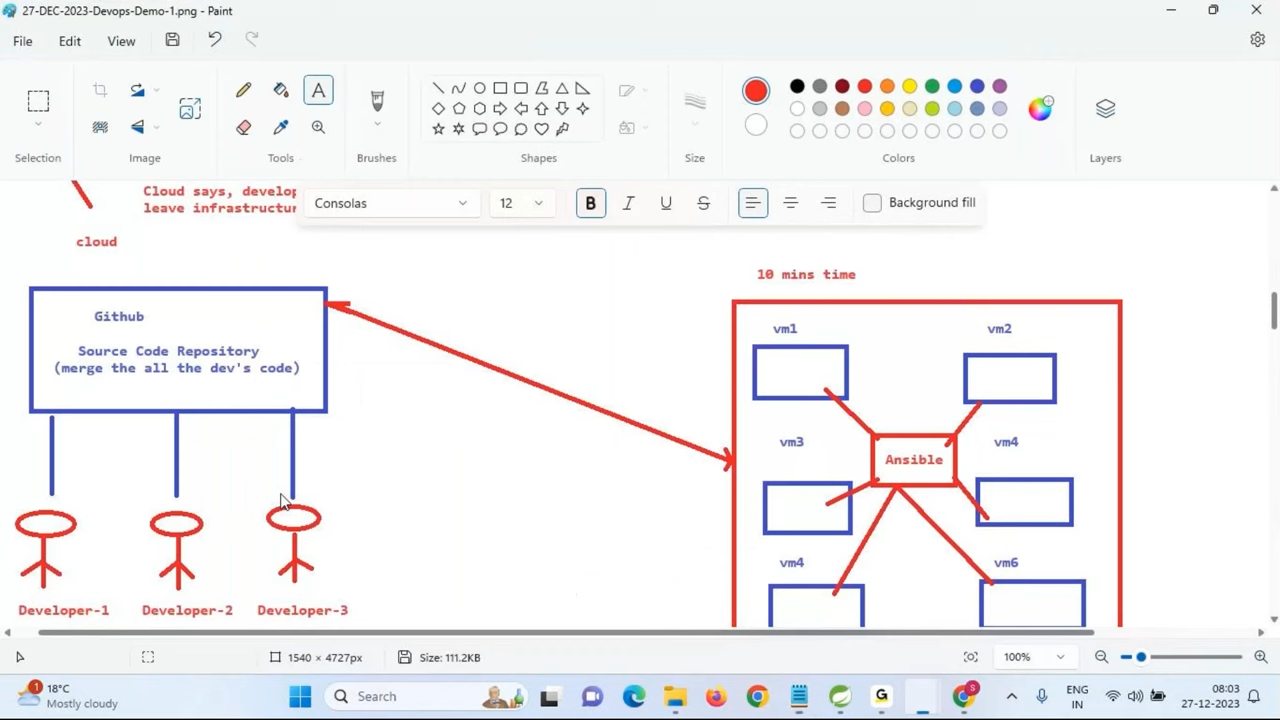 27-DEC-2023-Devops-Demo-1.png - Paint
File
Edit
View
Selection
Image
Tools
Brushes
Shapes
Size
Colors
Layers
Consolas
12
B
I
U
S
Background fill
Cloud says, develop
leave infrastructur
cloud
10 mins time
Github
Source Code Repository
(merge the all the dev's code)
vm1
vm2
vm3
vm4
Ansible
vm4
vm6
Developer-1
Developer-2
Developer-3
1540 × 4727px
Size: 111.2KB
100%
1
18°C
Mostly cloudy
Search
G
S
ENG
IN
08:03
27-12-2023